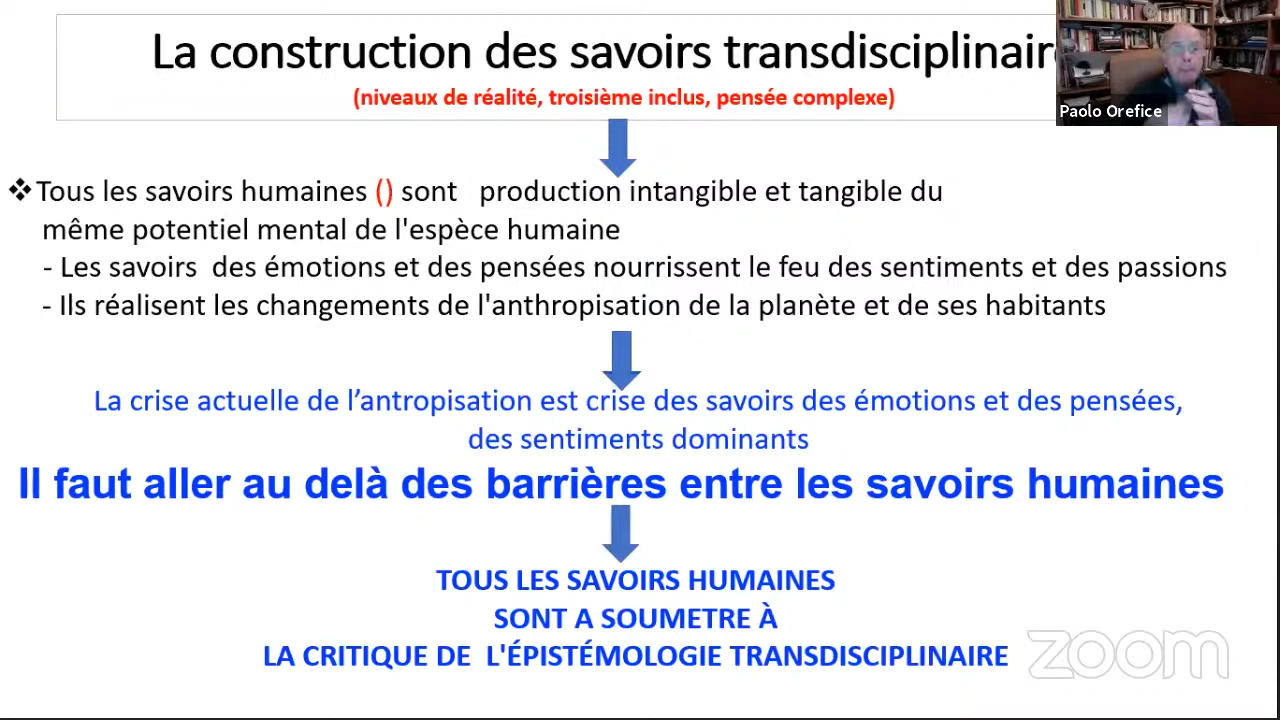 La construction des savoirs transdisciplinair
(niveaux de réalité, troisième inclus, pensée complexe)
Paolo Orefice
❖Tous les savoirs humaines () sont production intangible et tangible du
même potentiel mental de l'espèce humaine
- Les savoirs des émotions et des pensées nourrissent le feu des sentiments et des passions
- Ils réalisent les changements de l'anthropisation de la planète et de ses habitants
La crise actuelle de l’antropisation est crise des savoirs des émotions et des pensées,
des sentiments dominants
Il faut aller au delà des barrières entre les savoirs humaines
TOUS LES SAVOIRS HUMAINES
SONT A SOUMETRE À
LA CRITIQUE DE L'ÉPISTÉMOLOGIE TRANSDISCIPLINAIRE
zoom